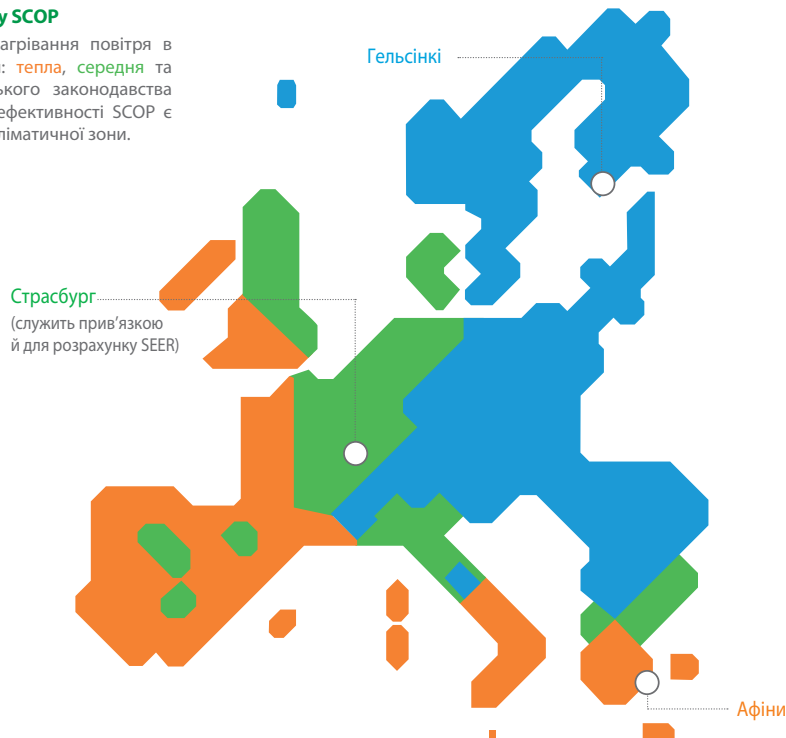 у SCOP
агрівання повітря в
: тепла, середня та
ького законодавства
ефективності SCOP є
ліматичної зони.
Гельсінкі
Страсбург
(служить прив'язкою
й для розрахунку SEER)
Афіни